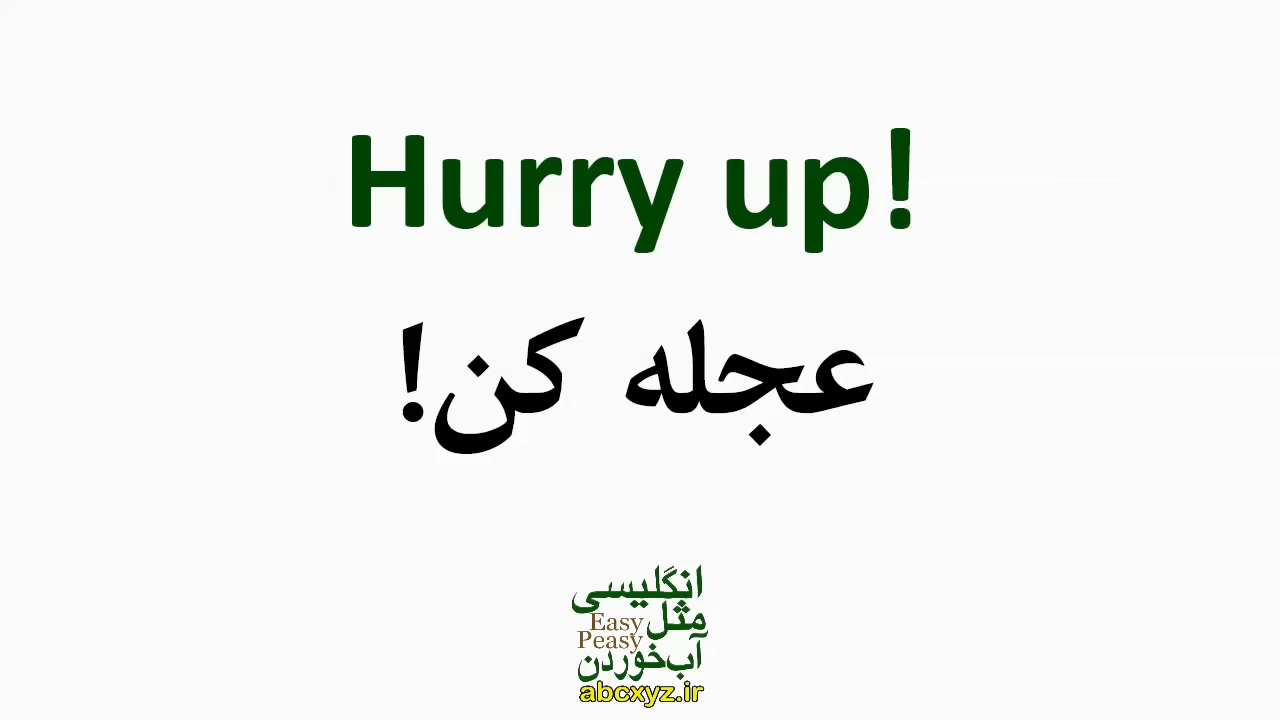 Hurry up!
عجله کن!
انگلیسی
مثل Easy
Peasy
آب‌خوردن
abcxyz.ir